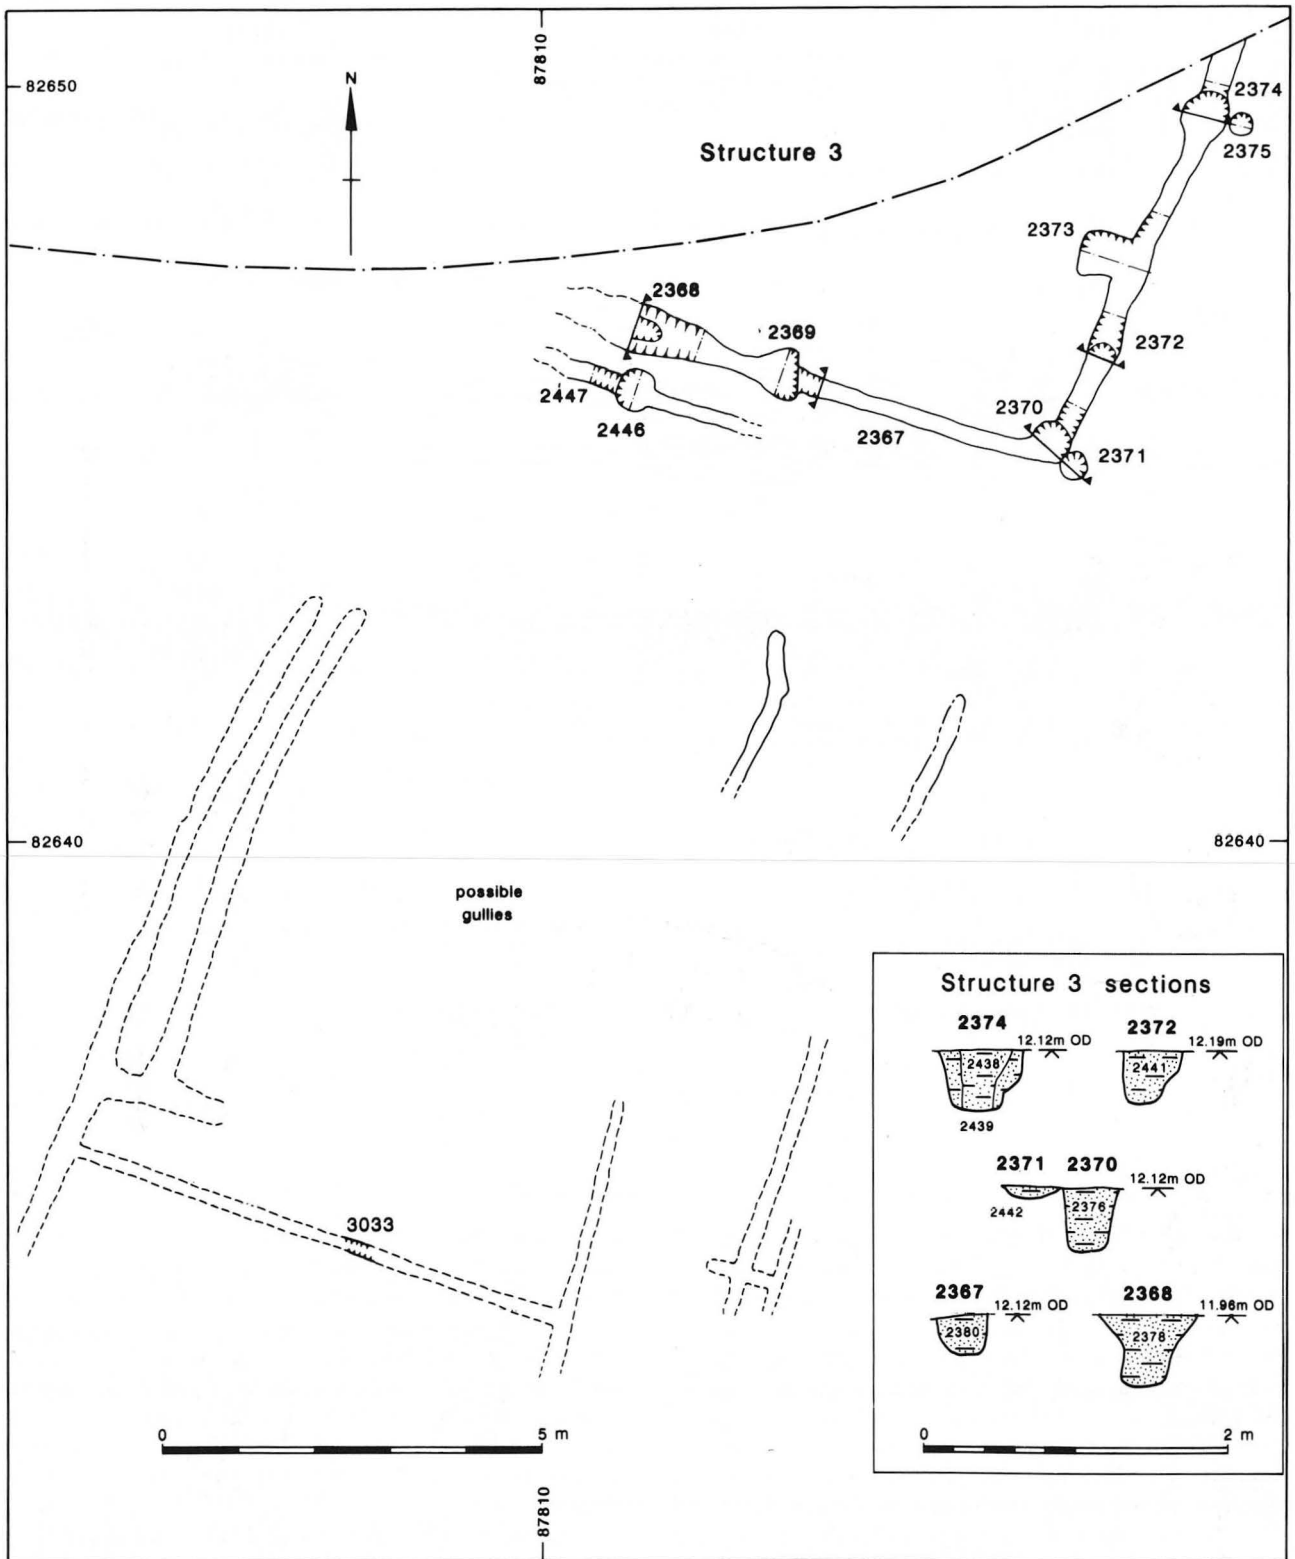 87810
82650
N
2374
Structure 3
2375
2373
2368
2369
2372
2447
2370
2446
2367
2371
82640
82640
possible
gullies
Structure 3 sections
2374
2372
12.12m OD
12.19m OD
2438
2441
2439
2371
2370
12.12m OD
2442
2376
3033
2367
2368
12.12m OD
11.96m OD
2380
2378
0
5 m
0
2 m
87810